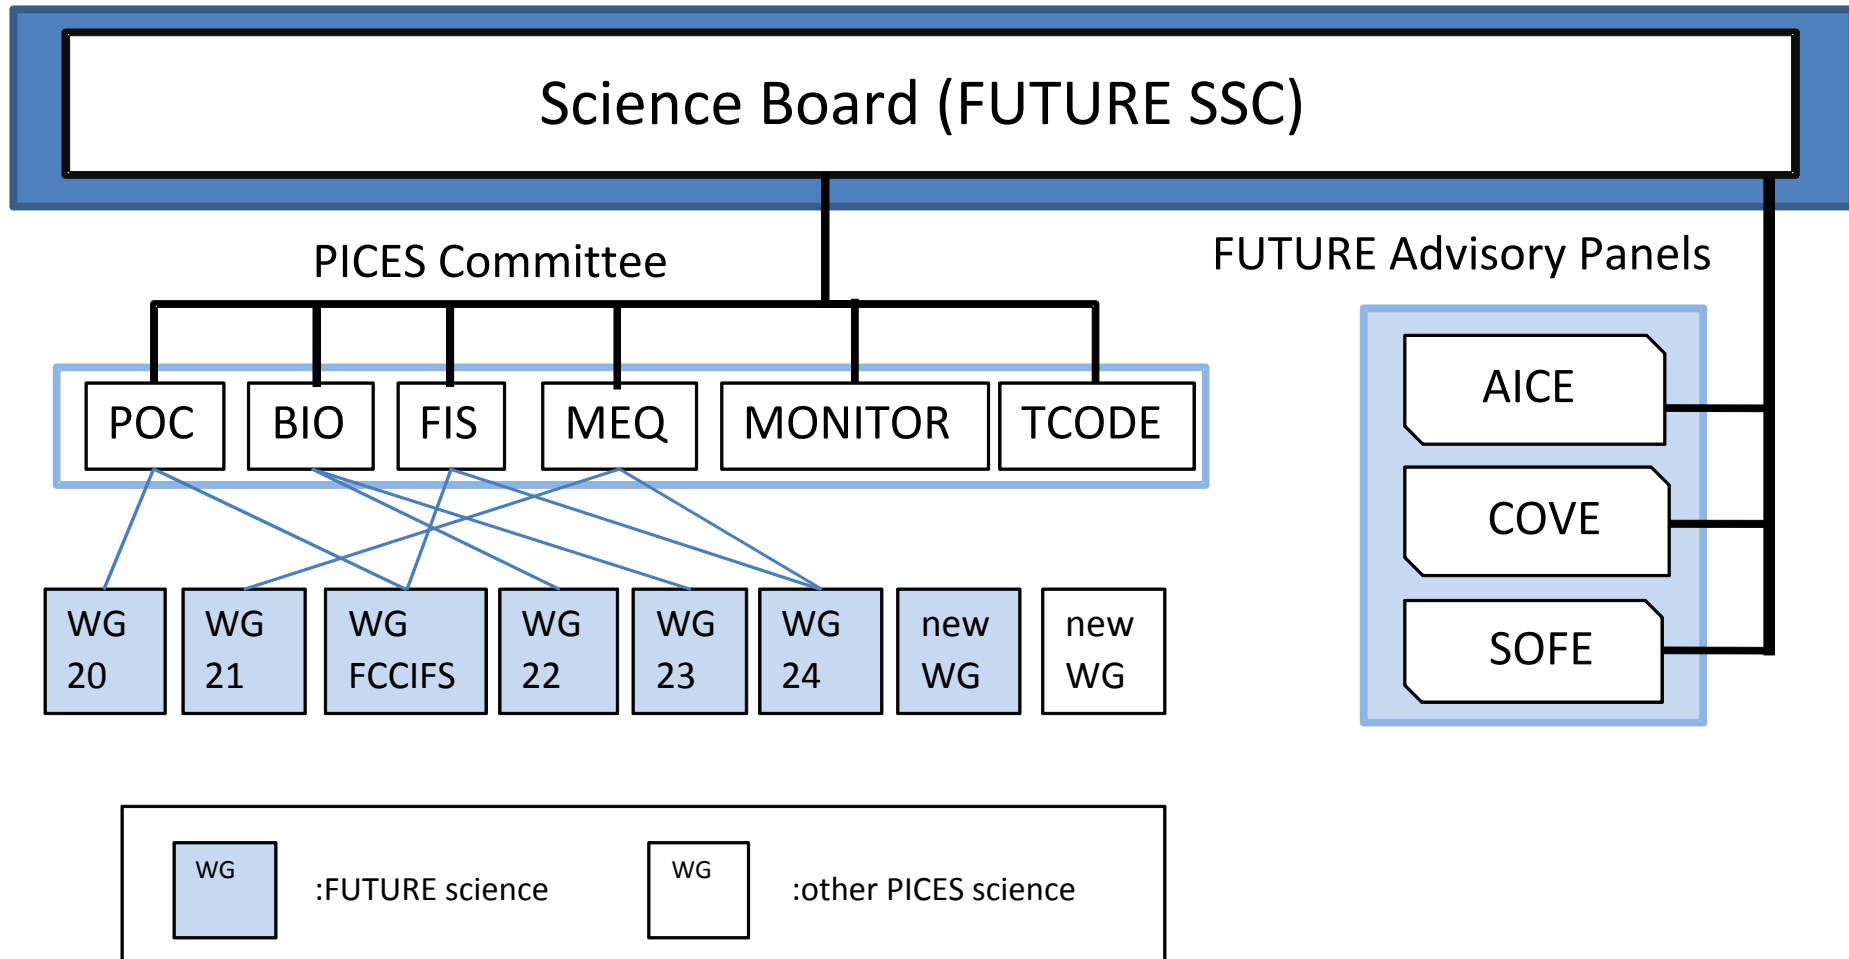 Science Board (FUTURE SSC)
PICES Committee
FUTURE Advisory Panels
POC
BIO
FIS
MEQ
MONITOR
TCODE
AICE
COVE
SOFE
WG
20
WG
21
WG
FCCIFS
WG
22
WG
23
WG
24
new
WG
new
WG
WG
:FUTURE science
WG
:other PICES science